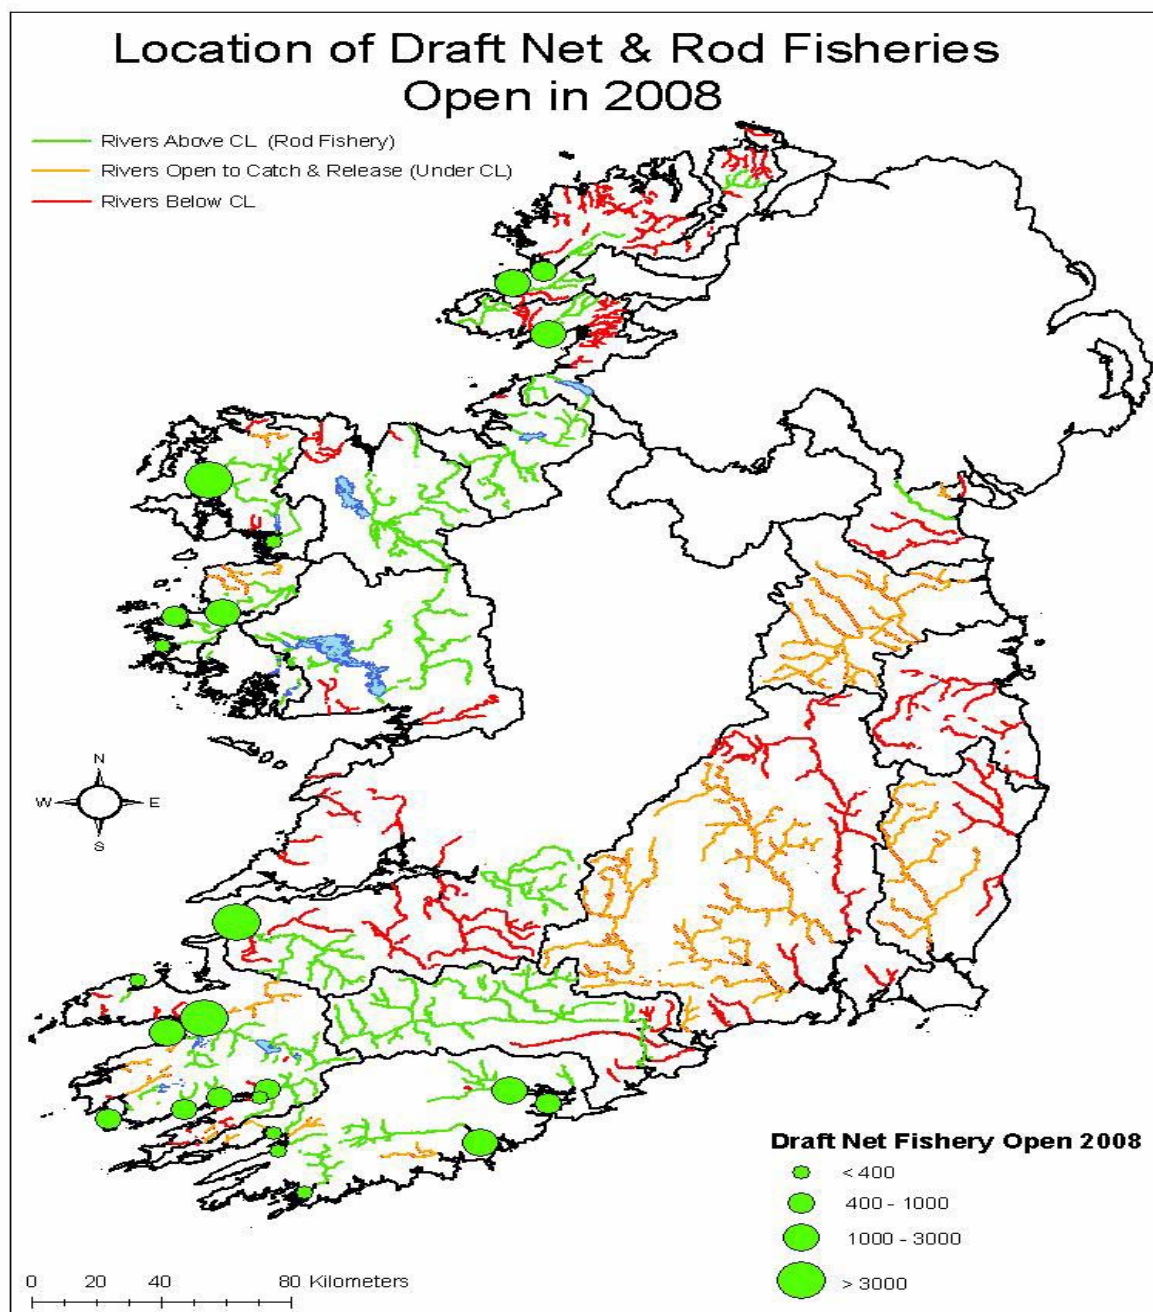 Location of Draft Net & Rod Fisheries
Open in 2008
Rivers Above CL (Rod Fishery)
Rivers Open to Catch & Release (Under CL)
Rivers Below CL
N
W E
S
Draft Net Fishery Open 2008
< 400
400 - 1000
1000 - 3000
> 3000
0 20 40 80 Kilometers